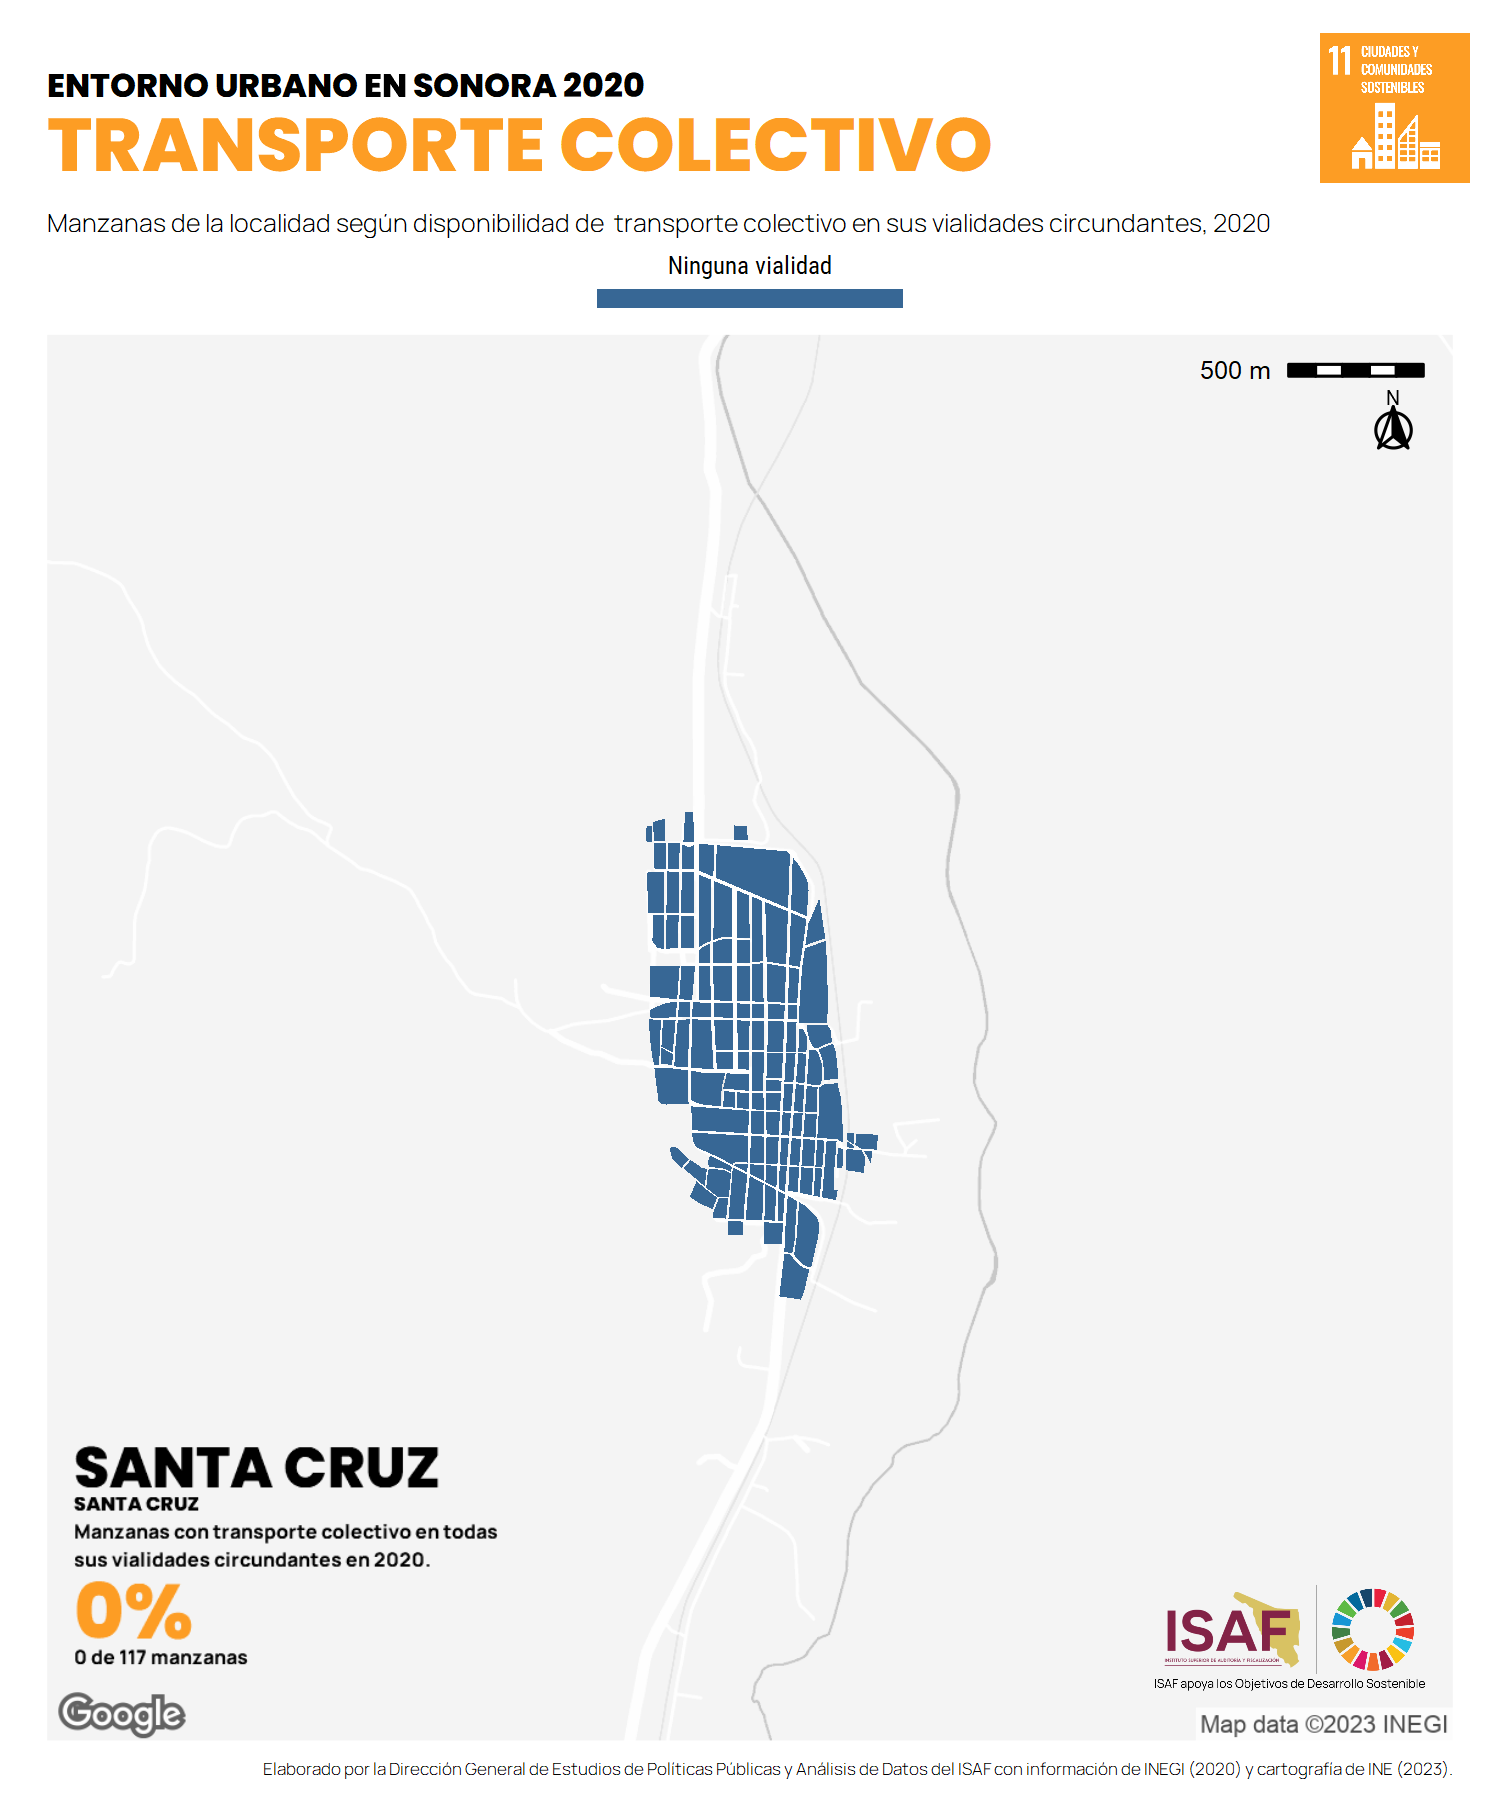 ENTORNO URBANO EN SONORA 2020
TRANSPORTE COLECTIVO
11 CIUDADES Y
COMUNIDADES
SOSTENIBLES
Manzanas de la localidad según disponibilidad de transporte colectivo en sus vialidades circundantes, 2020
Ninguna vialidad
500 m
N
SANTA CRUZ
SANTA CRUZ
Manzanas con transporte colectivo en todas
sus vialidades circundantes en 2020.
0%
0 de 117 manzanas
Google
ISAF
INSTITUTO SUPERIOR DE AUDITORÍA Y FISCALIZACIÓN
ISAF apoya los Objetivos de Desarrollo Sostenible
Map data ©2023 INEGI
Elaborado por la Dirección General de Estudios de Políticas Públicas y Análisis de Datos del ISAF con información de INEGI (2020) y cartografía de INE (2023).